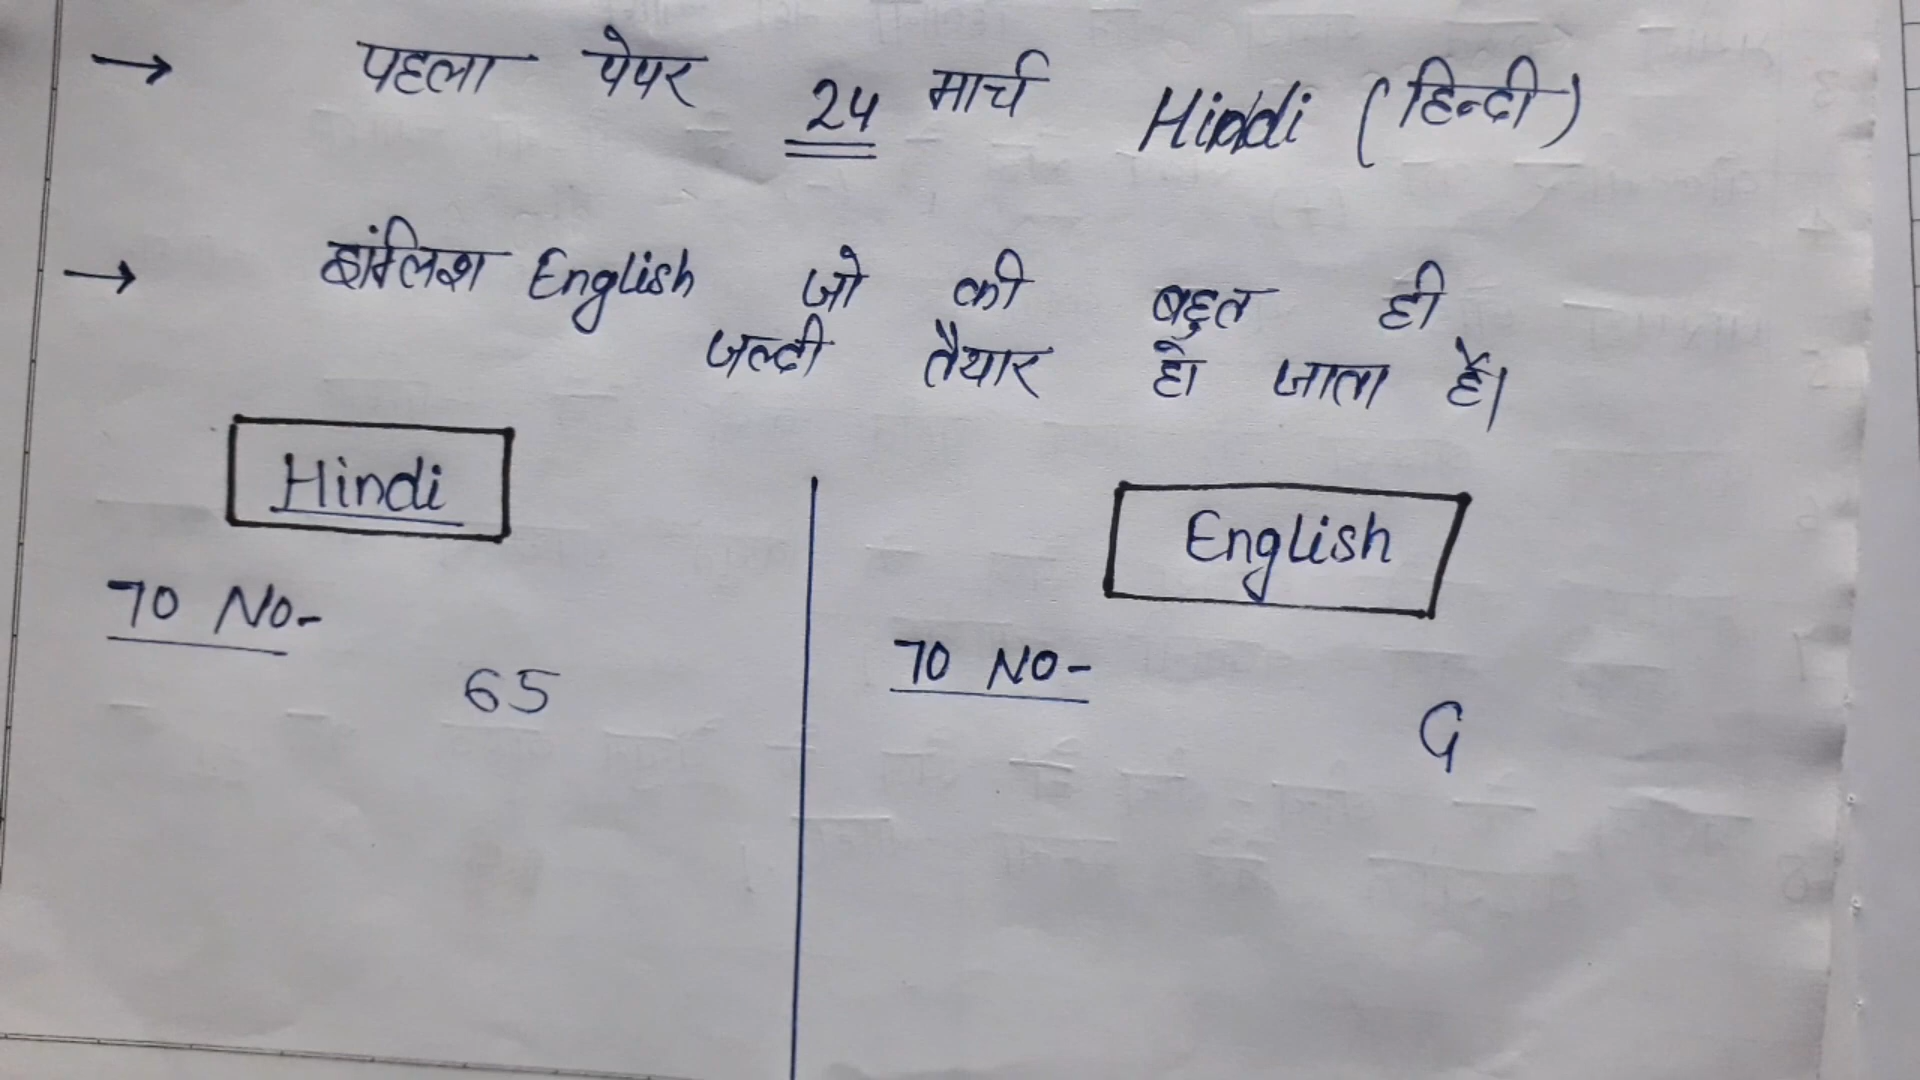 → पहला पेपर 24 मार्च Hindi (हिन्दी)
→ इंग्लिश English जो की बहुत ही
जल्दी तैयार हो जाता है।
Hindi
70 No-
65
English
70 NO-
G